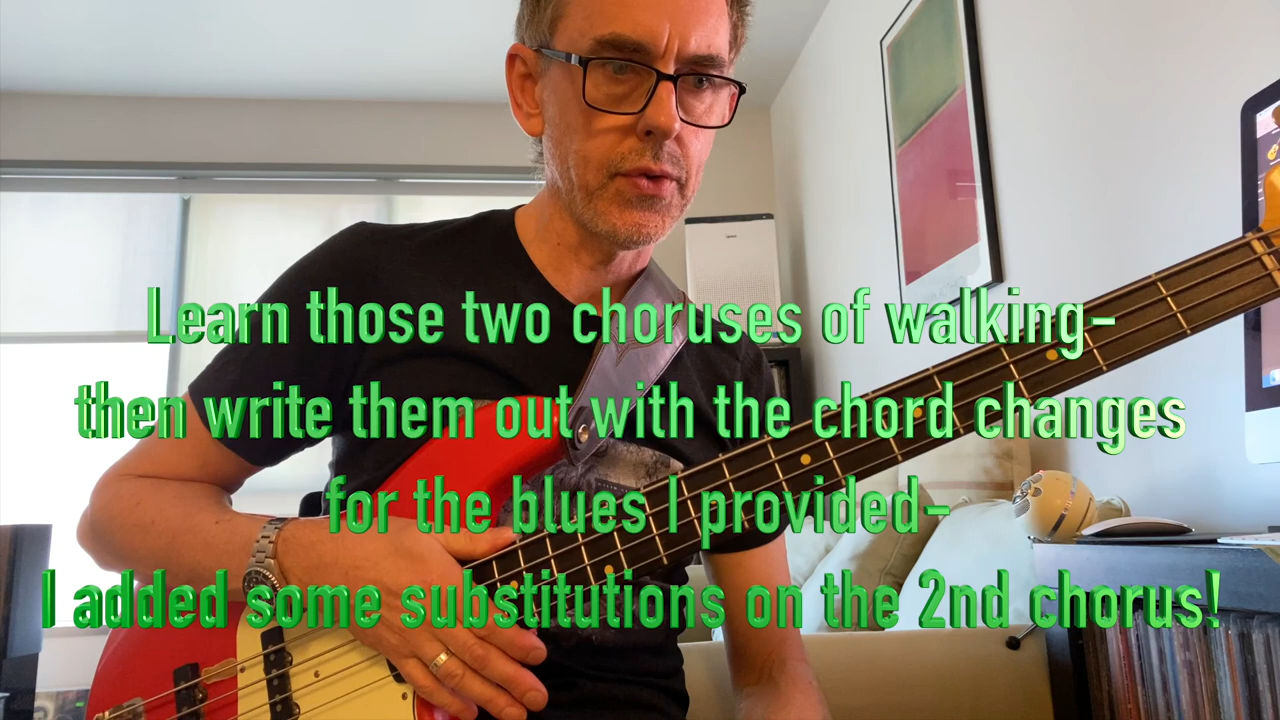 Learn those two choruses of walking-
then write them out with the chord changes
for the blues I provided-
I added some substitutions on the 2nd chorus!